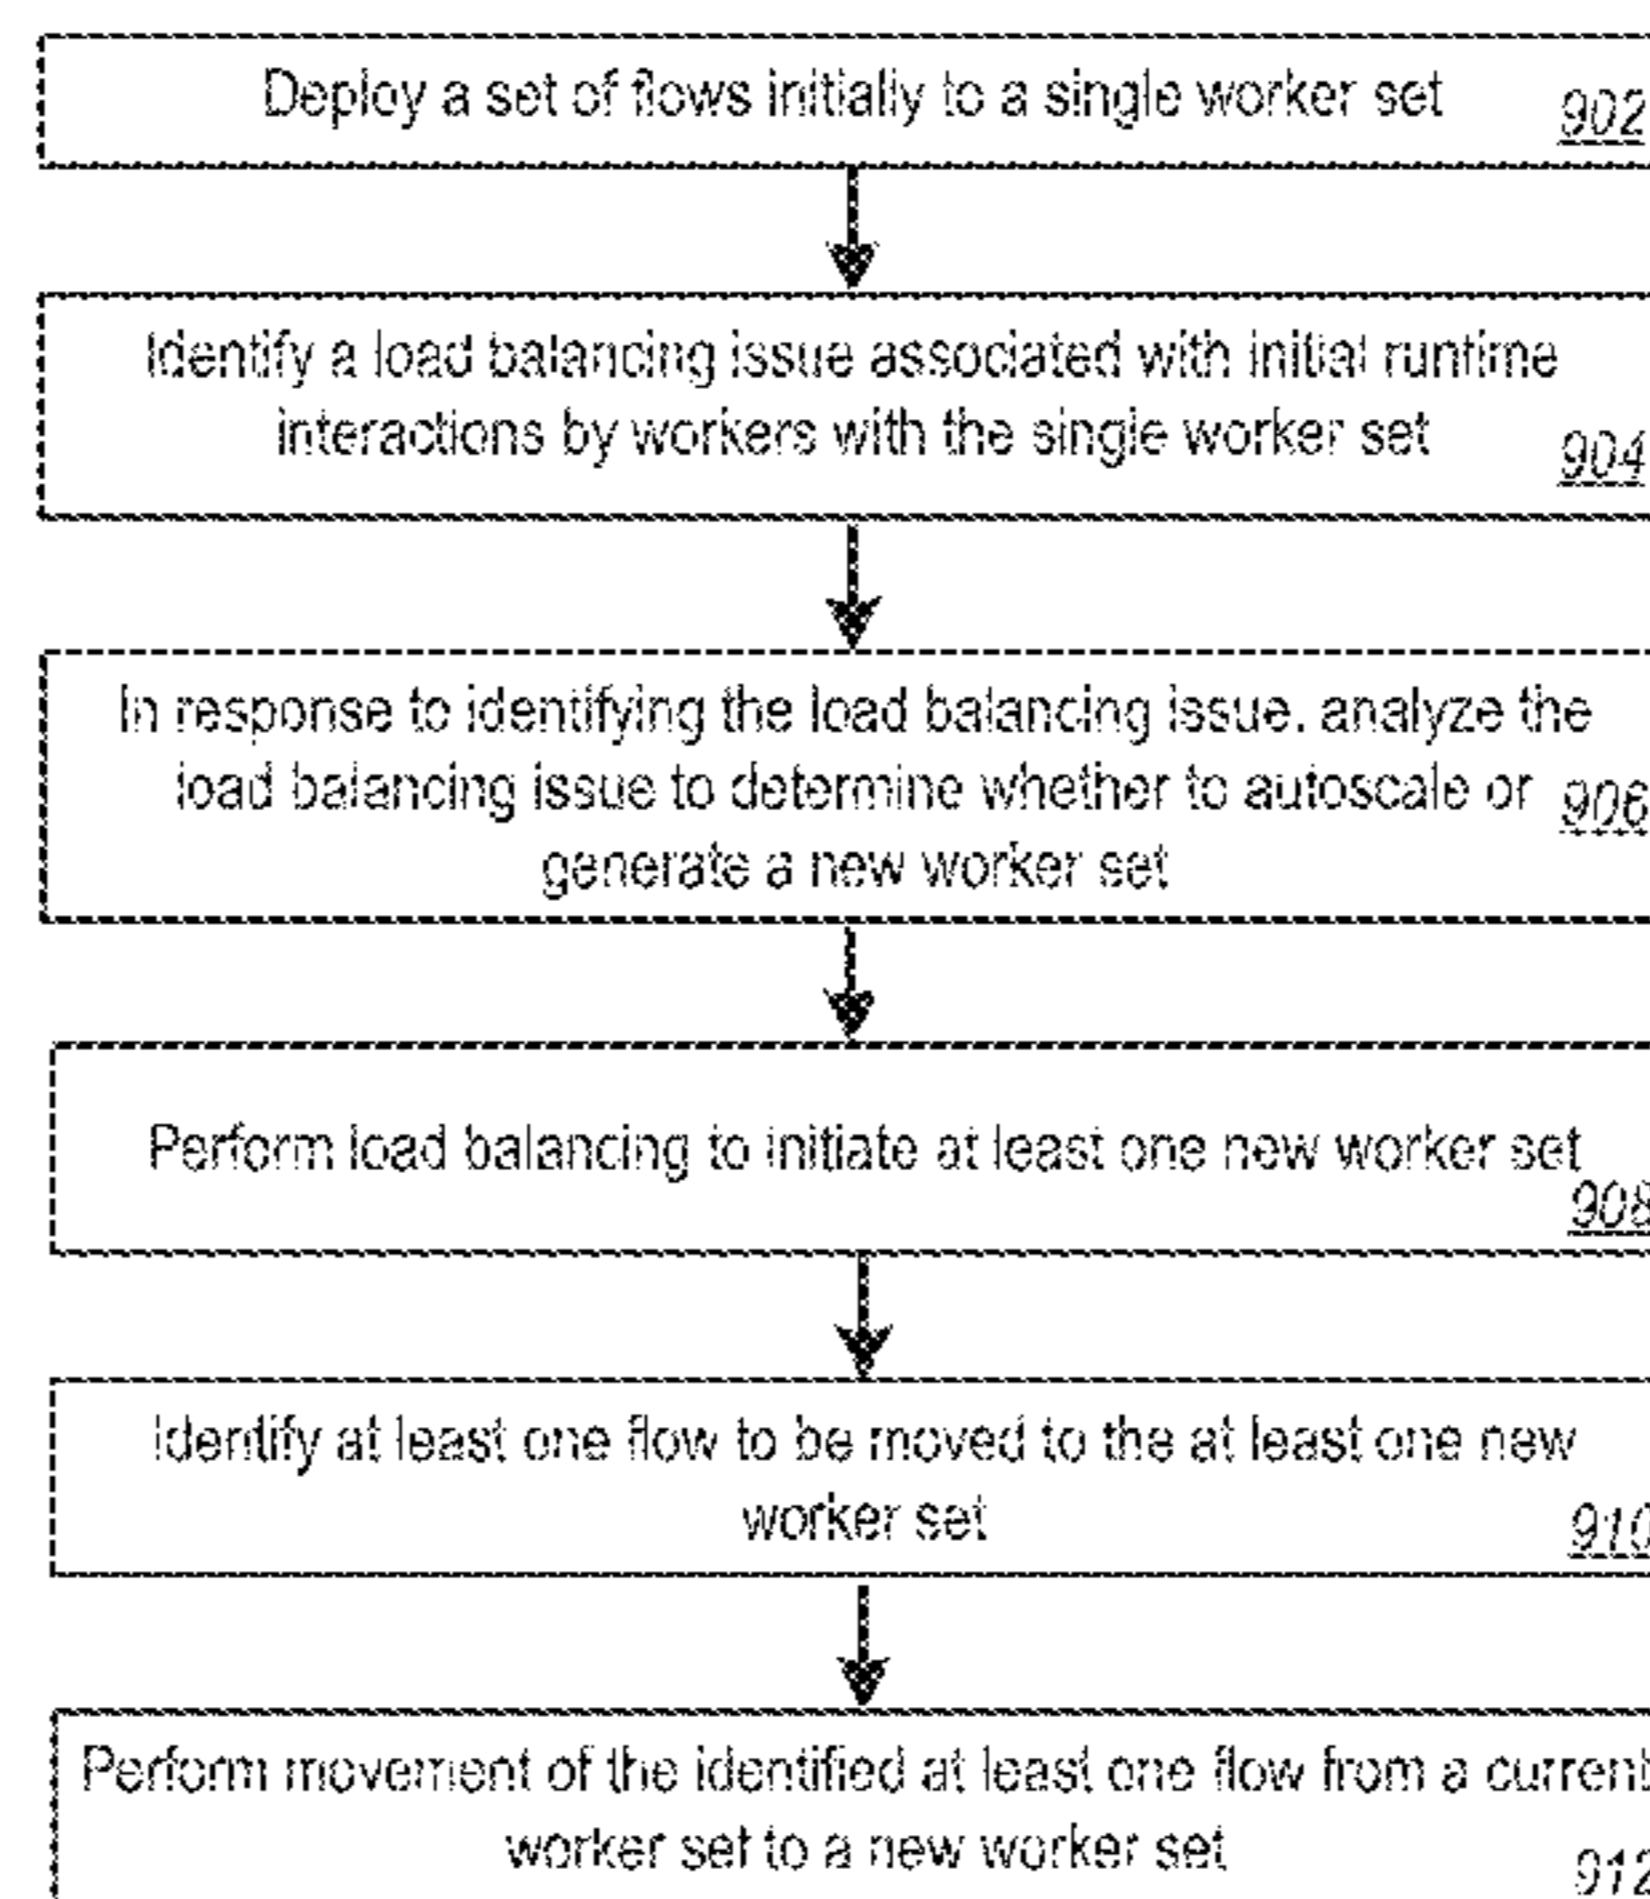 Deploy a set of flows initially to a single worker set
902
Identify a load balancing issue associated with initial runtime
interactions by workers with the single worker set
904
In response to identifying the load balancing issue, analyze the
load balancing issue to determine whether to autoscale or
906
generate a new worker set
Perform load balancing to initiate at least one new worker set
908
Identify at least one flow to be moved to the at least one new
worker set
910
Perform movement of the identified at least one flow from a current
worker set to a new worker set
912